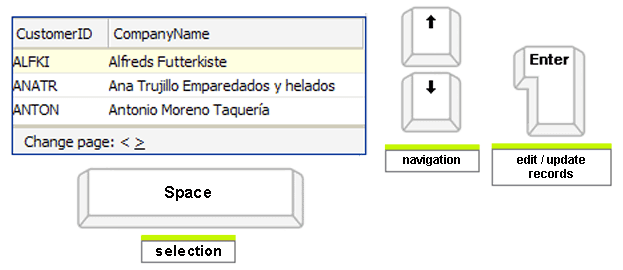 CustomerID CompanyName
ALFKI Alfreds Futterkiste
ANATR Ana Trujillo Emparedados y helados
ANTON Antonio Moreno Taquería
Change page: < >
↑
↓
navigation
Enter
edit / update
records
Space
selection